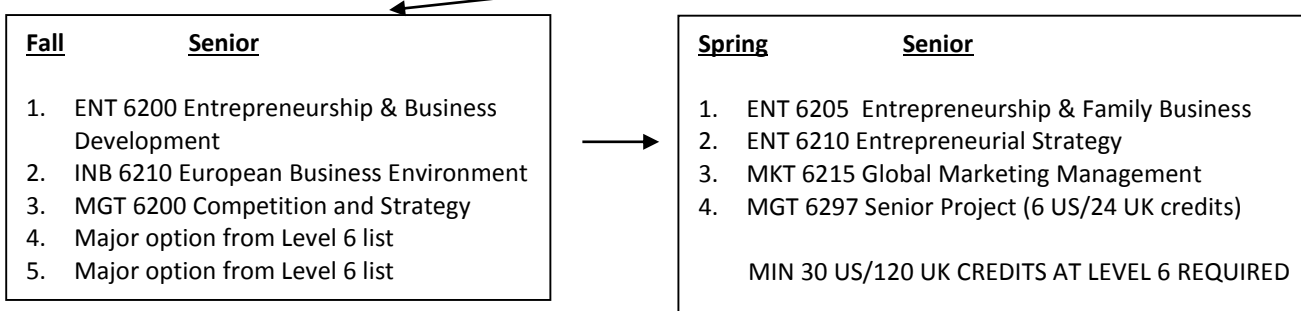 Fall Senior
1. ENT 6200 Entrepreneurship & Business
Development
2. INB 6210 European Business Environment
3. MGT 6200 Competition and Strategy
4. Major option from Level 6 list
5. Major option from Level 6 list
Spring Senior
1. ENT 6205 Entrepreneurship & Family Business
2. ENT 6210 Entrepreneurial Strategy
3. MKT 6215 Global Marketing Management
4. MGT 6297 Senior Project (6 US/24 UK credits)
MIN 30 US/120 UK CREDITS AT LEVEL 6 REQUIRED